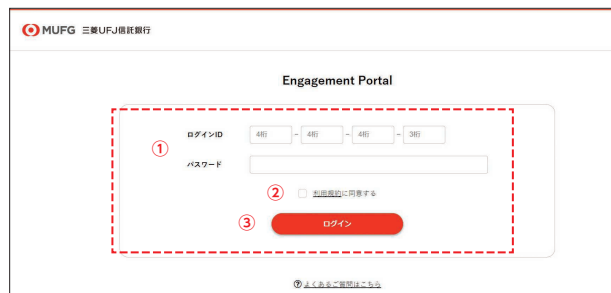 MUFG 三菱UFJ信託銀行
Engagement Portal
①
ログインID 4桁 - 4桁 - 4桁 - 3桁
パスワード
② 利用規約に同意する
③ ログイン
? よくあるご質問はこちら